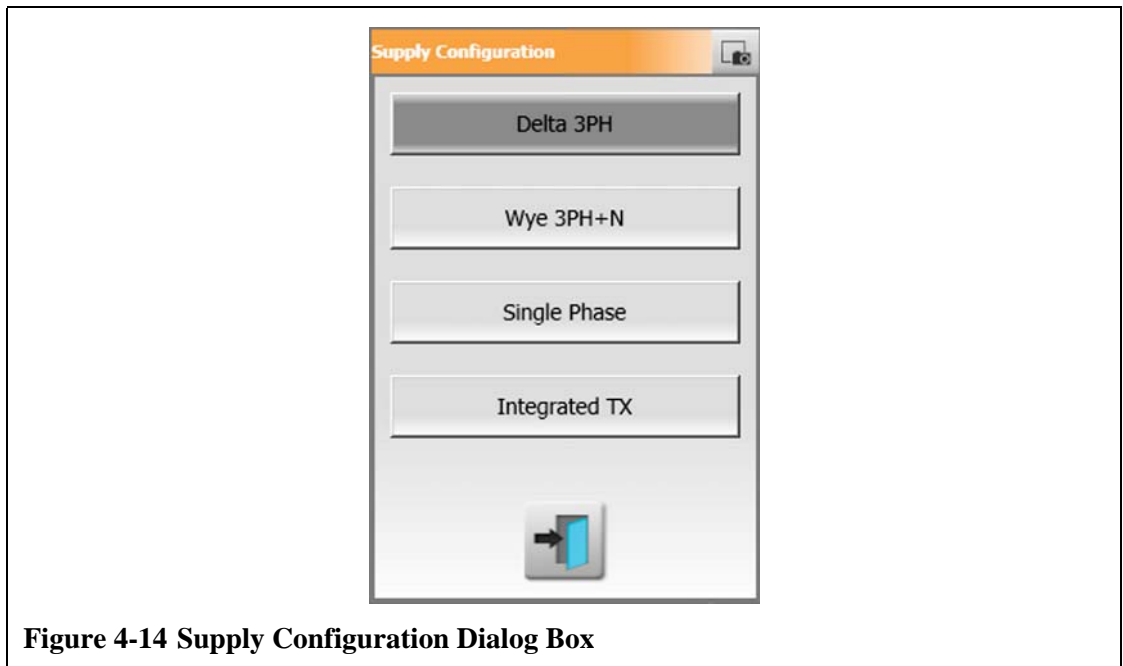 Supply Configuration
Delta 3PH
Wye 3PH+N
Single Phase
Integrated TX
Figure 4-14 Supply Configuration Dialog Box